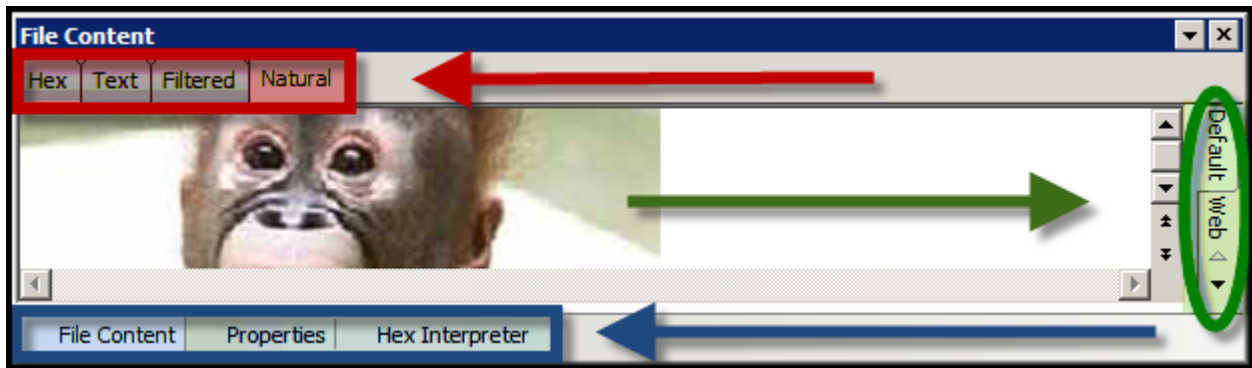 File Content
Hex Text Filtered Natural
Default Web
File Content Properties Hex Interpreter